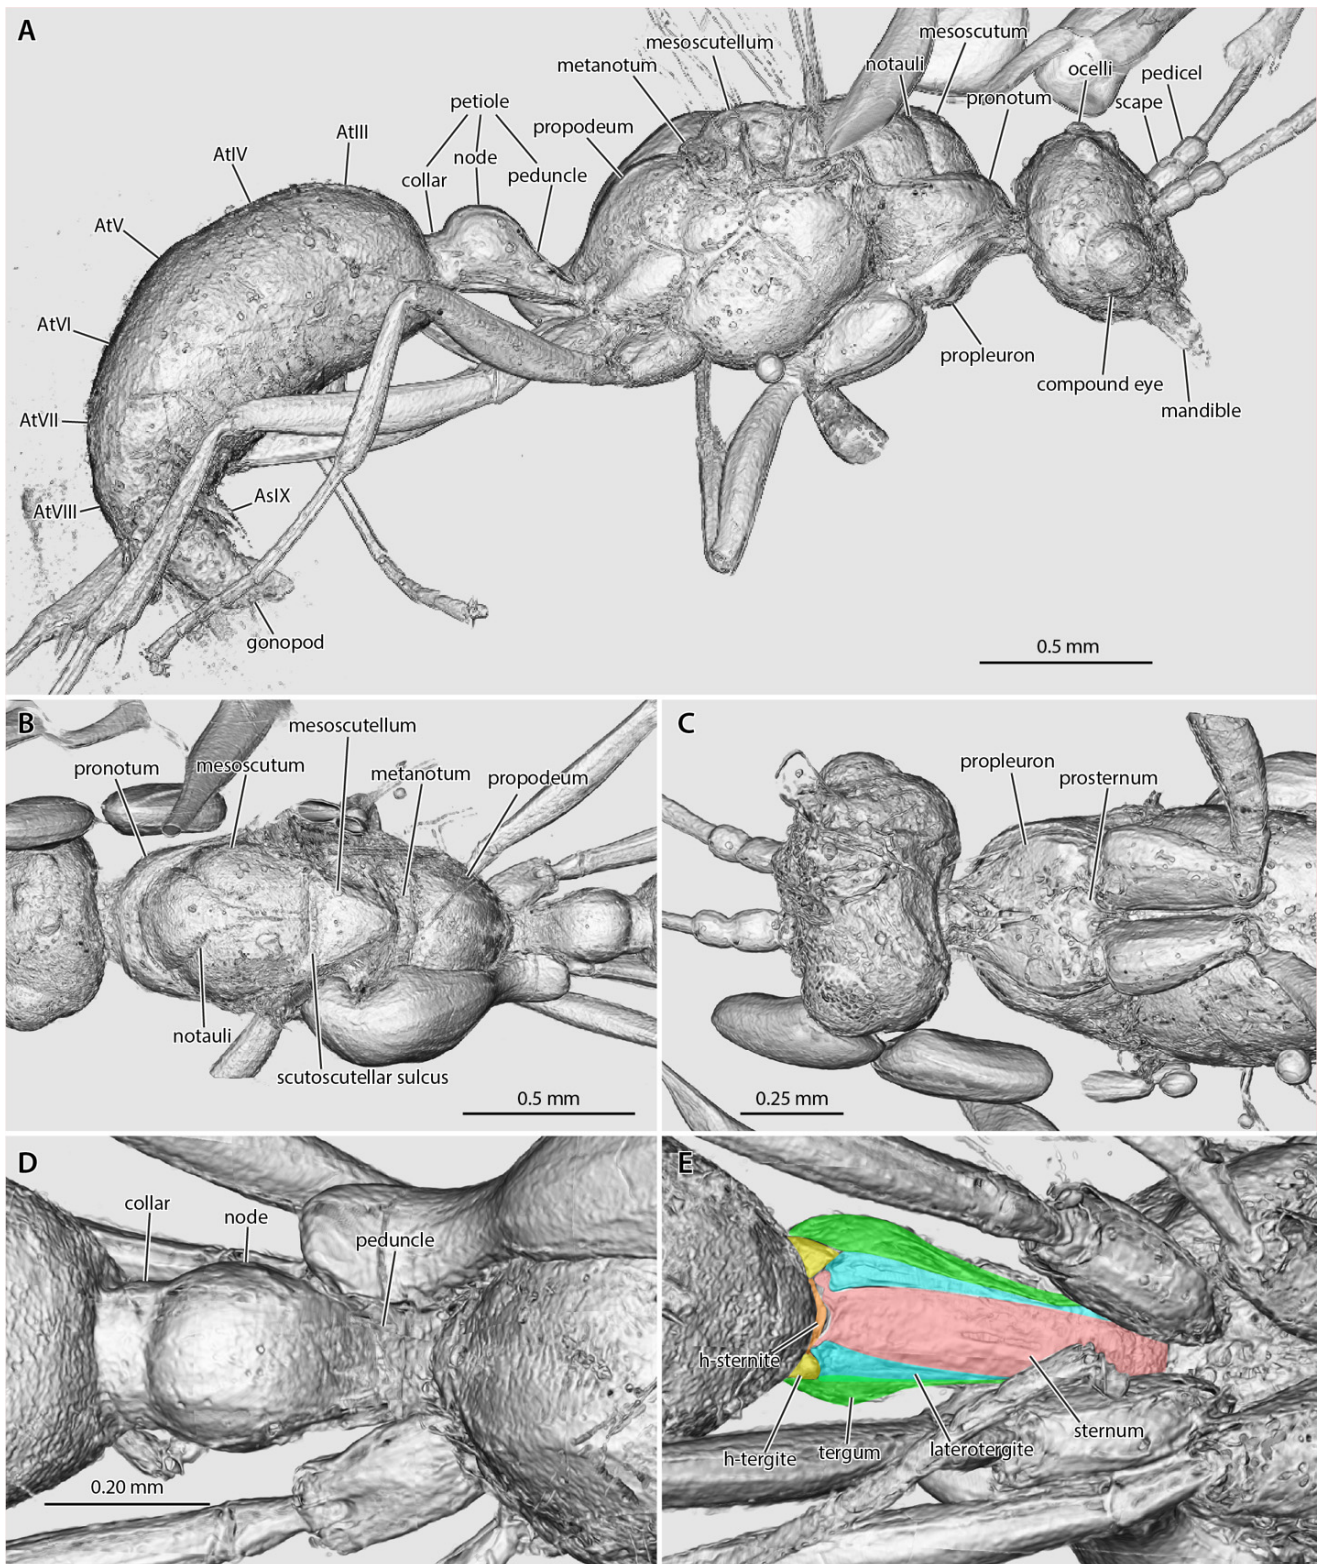 A
mesoscutellum
mesoscutum
metanotum
notauli
ocelli
pedicel
petiole
pronotum
scape
propodeum
AtIII
AtIV
node
collar
peduncle
AtV
AtVI
propleuron
compound eye
mandible
AtVII
AsIX
AtVIII
gonopod
0.5 mm
B
mesoscutellum
pronotum
mesoscutum
metanotum
propodeum
notauli
scutoscutellar sulcus
0.5 mm
C
propleuron
prosternum
0.25 mm
D
collar
node
peduncle
0.20 mm
E
h-sternite
h-tergite
tergum
laterotergite
sternum